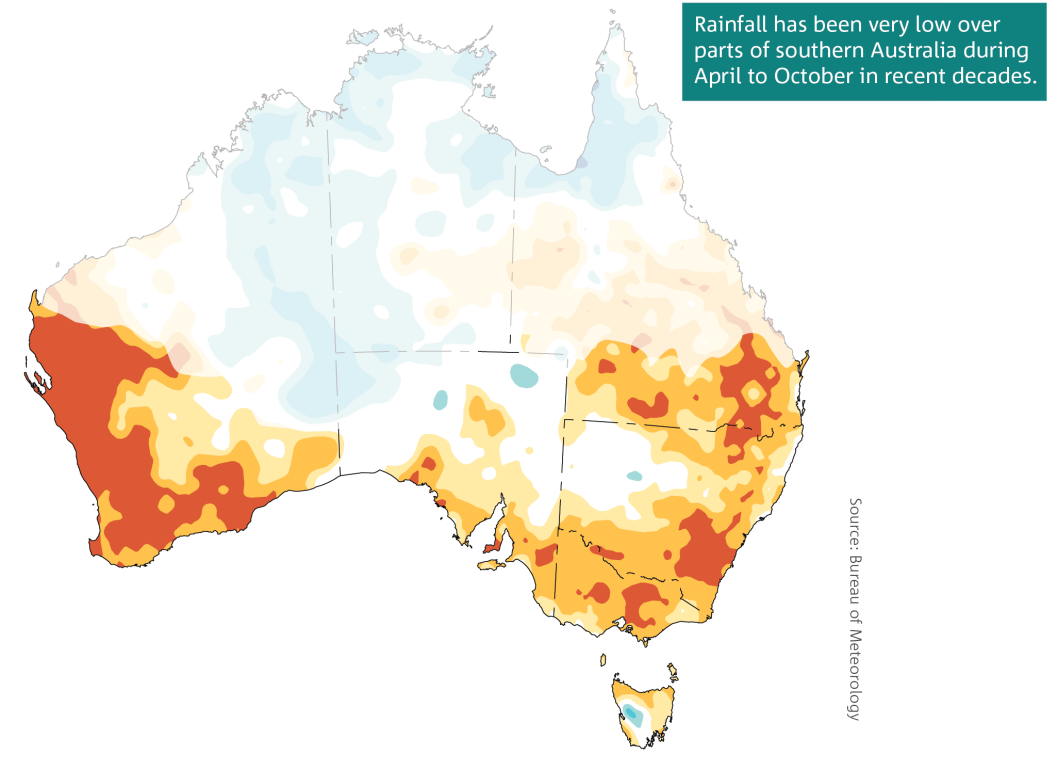 Rainfall has been very low over
parts of southern Australia during
April to October in recent decades.
Source: Bureau of Meteorology